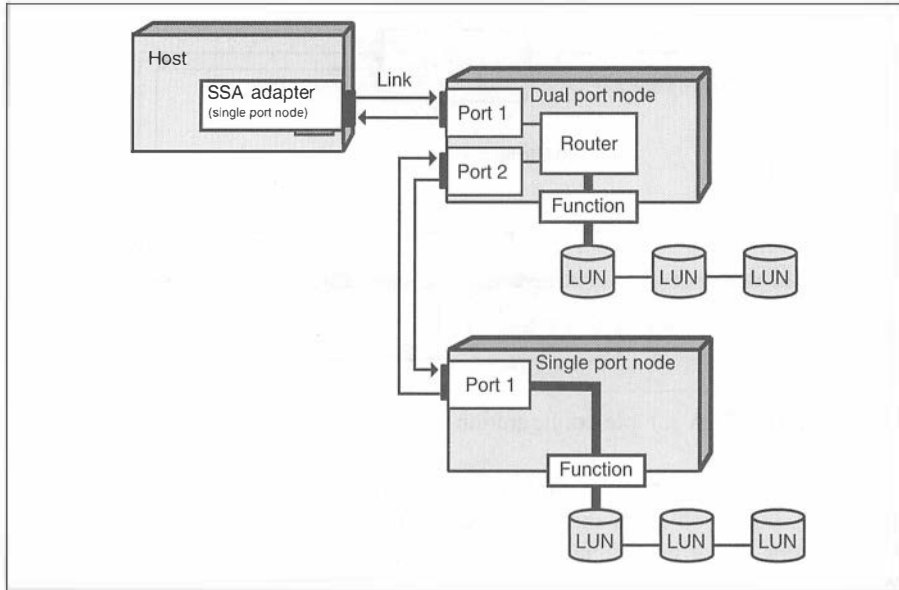 Host
SSA adapter
(single port node)
Link
Dual port node
Port 1
Router
Port 2
Function
LUN
LUN
LUN
Single port node
Port 1
Function
LUN
LUN
LUN